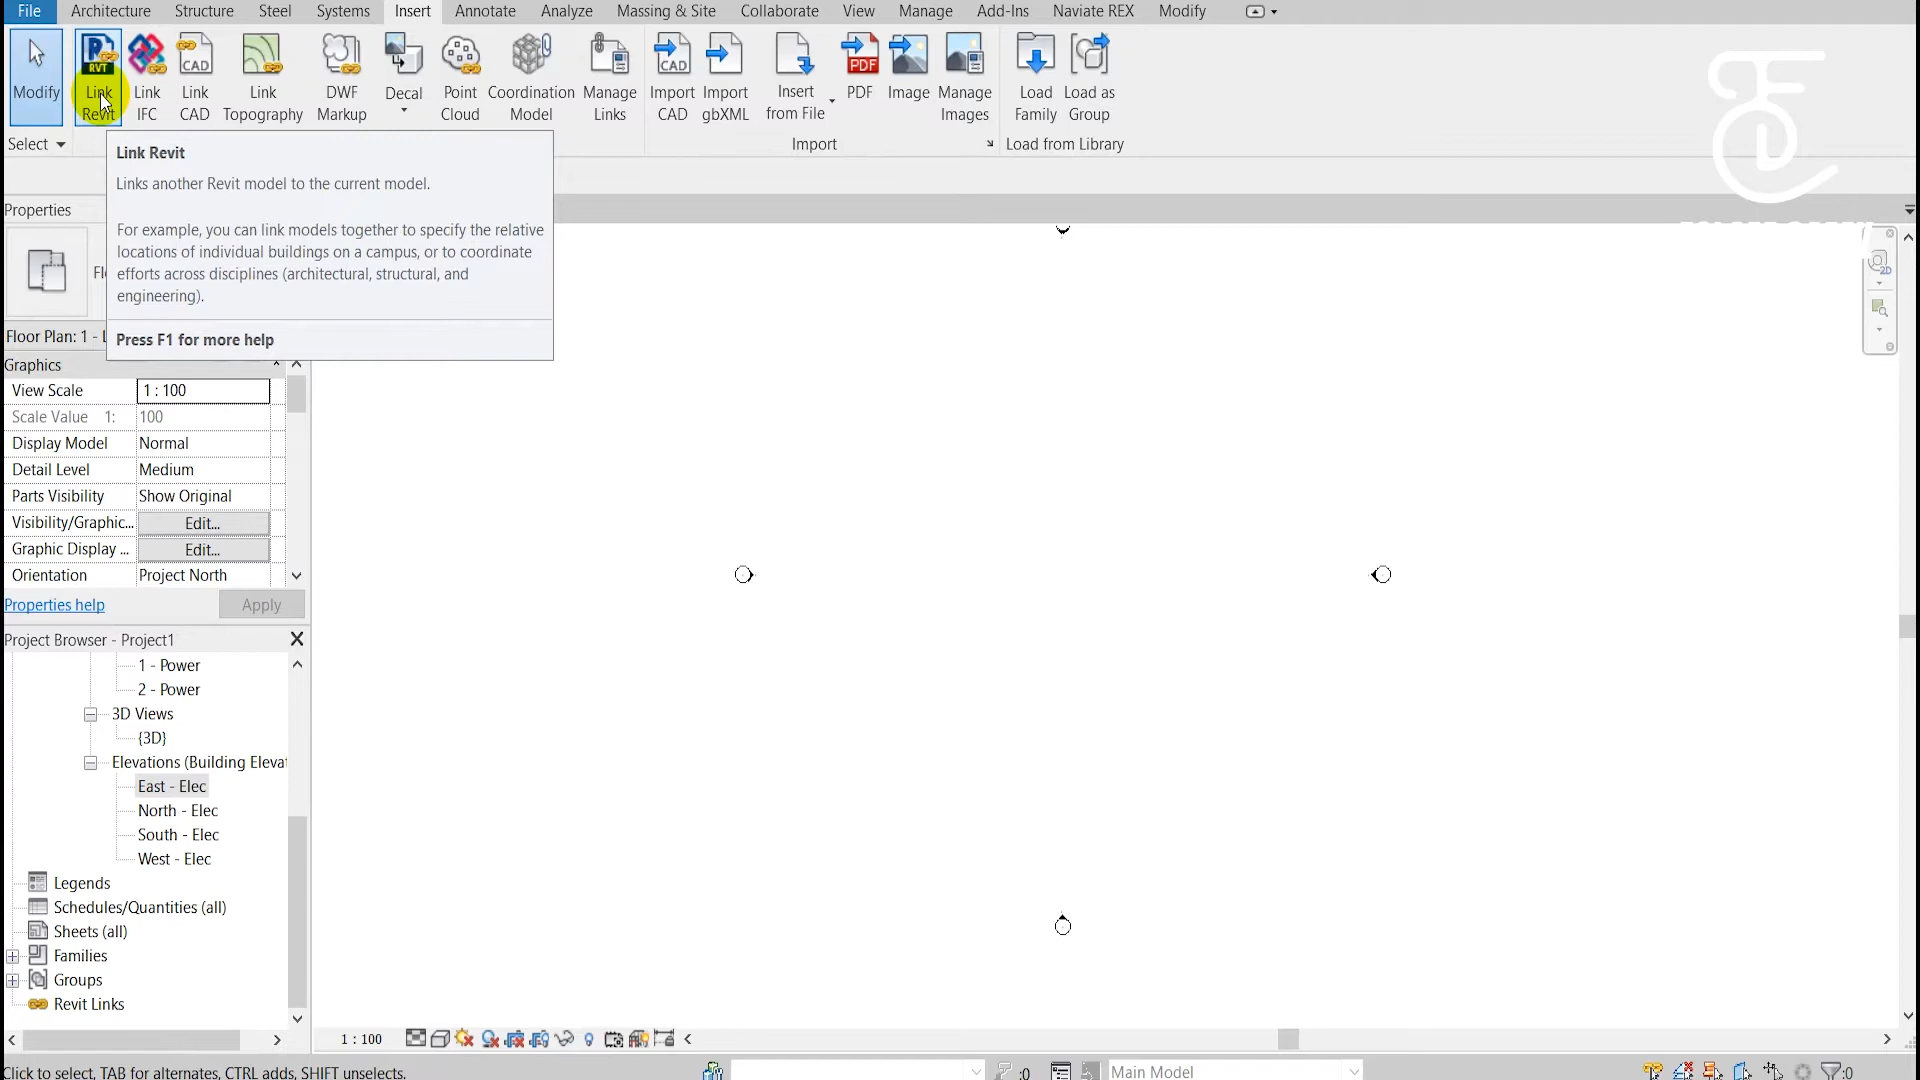 File Architecture Structure Steel Systems Insert Annotate Analyze Massing & Site Collaborate View Manage Add-Ins Naviate REX Modify
Modify
Link Revit
Link IFC
Link CAD
Link Topography
DWF Markup
Decal
Point Cloud
Coordination Model
Manage Links
Import CAD
Import gbXML
Insert from File
PDF
Image
Manage Images
Load Family
Load as Group
Select
Import
Load from Library
Link Revit
Links another Revit model to the current model.
For example, you can link models together to specify the relative
locations of individual buildings on a campus, or to coordinate
efforts across disciplines (architectural, structural, and
engineering).
Press F1 for more help
Properties
Floor Plan: 1 -
Graphics
View Scale 1 : 100
Scale Value 1: 100
Display Model Normal
Detail Level Medium
Parts Visibility Show Original
Visibility/Graphic... Edit...
Graphic Display ... Edit...
Orientation Project North
Properties help Apply
Project Browser - Project1
1 - Power
2 - Power
3D Views
{3D}
Elevations (Building Elevat
East - Elec
North - Elec
South - Elec
West - Elec
Legends
Schedules/Quantities (all)
Sheets (all)
Families
Groups
Revit Links
1 : 100
Click to select, TAB for alternates, CTRL adds, SHIFT unselects.
:0
Main Model
:0